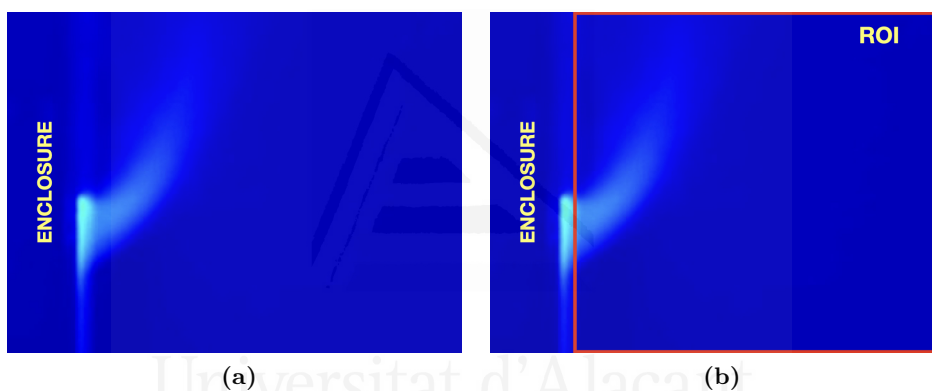 ENCLOSURE
ENCLOSURE
ROI
(a)
(b)
Universitat d'Alacant